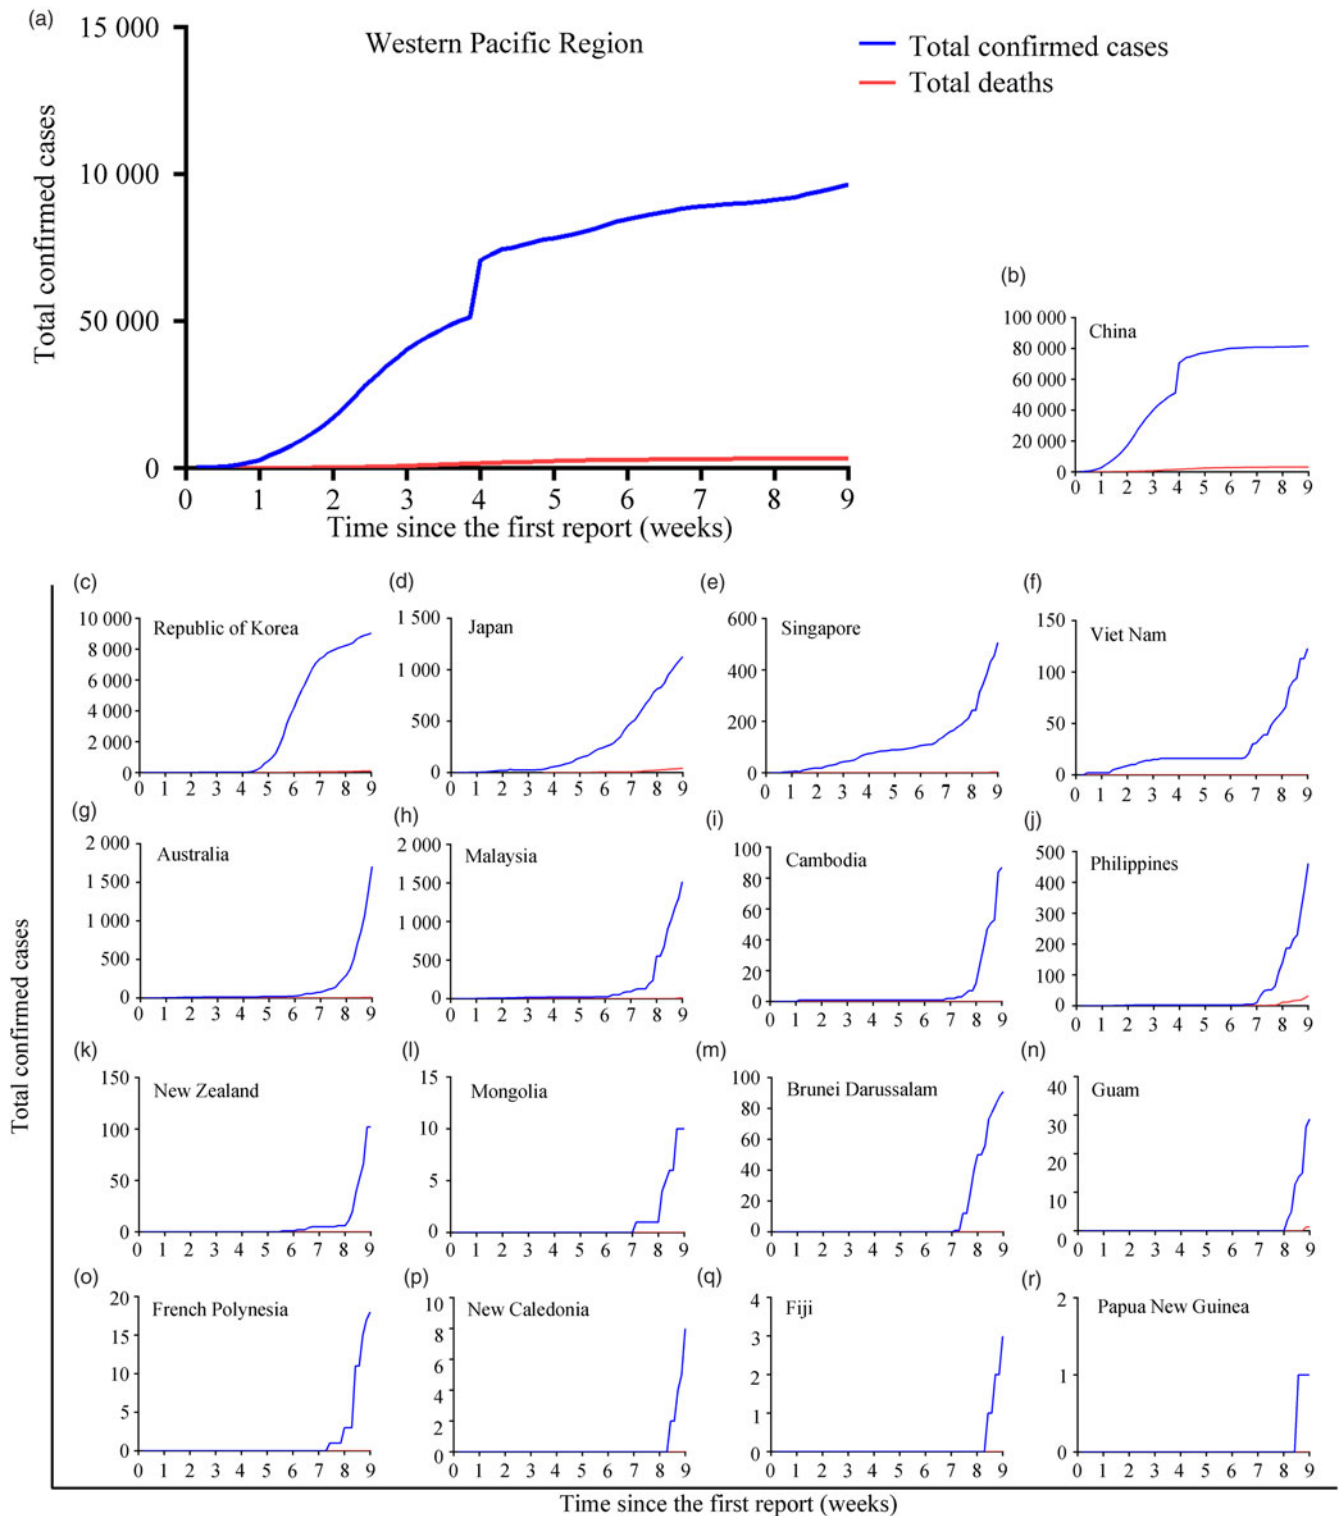 (a)
Western Pacific Region
Total confirmed cases
Total deaths
15 000
10 000
50 000
0
Total confirmed cases
0 1 2 3 4 5 6 7 8 9
Time since the first report (weeks)
(b)
China
100 000
80 000
60 000
40 000
20 000
0
0 1 2 3 4 5 6 7 8 9
Total confirmed cases
(c)
Republic of Korea
10 000
8 000
6 000
4 000
2 000
0
0 1 2 3 4 5 6 7 8 9
(d)
Japan
1 500
1 000
500
0
0 1 2 3 4 5 6 7 8 9
(e)
Singapore
600
400
200
0
0 1 2 3 4 5 6 7 8 9
(f)
Viet Nam
150
100
50
0
0 1 2 3 4 5 6 7 8 9
(g)
Australia
2 000
1 500
1 000
500
0
0 1 2 3 4 5 6 7 8 9
(h)
Malaysia
2 000
1 500
1 000
500
0
0 1 2 3 4 5 6 7 8 9
(i)
Cambodia
100
80
60
40
20
0
0 1 2 3 4 5 6 7 8 9
(j)
Philippines
500
400
300
200
100
0
0 1 2 3 4 5 6 7 8 9
(k)
New Zealand
150
100
50
0
0 1 2 3 4 5 6 7 8 9
(l)
Mongolia
15
10
5
0
0 1 2 3 4 5 6 7 8 9
(m)
Brunei Darussalam
100
80
60
40
20
0
0 1 2 3 4 5 6 7 8 9
(n)
Guam
40
30
20
10
0
0 1 2 3 4 5 6 7 8 9
(o)
French Polynesia
20
15
10
5
0
0 1 2 3 4 5 6 7 8 9
(p)
New Caledonia
10
8
6
4
2
0
0 1 2 3 4 5 6 7 8 9
(q)
Fiji
4
3
2
1
0
0 1 2 3 4 5 6 7 8 9
(r)
Papua New Guinea
2
1
0
0 1 2 3 4 5 6 7 8 9
Time since the first report (weeks)